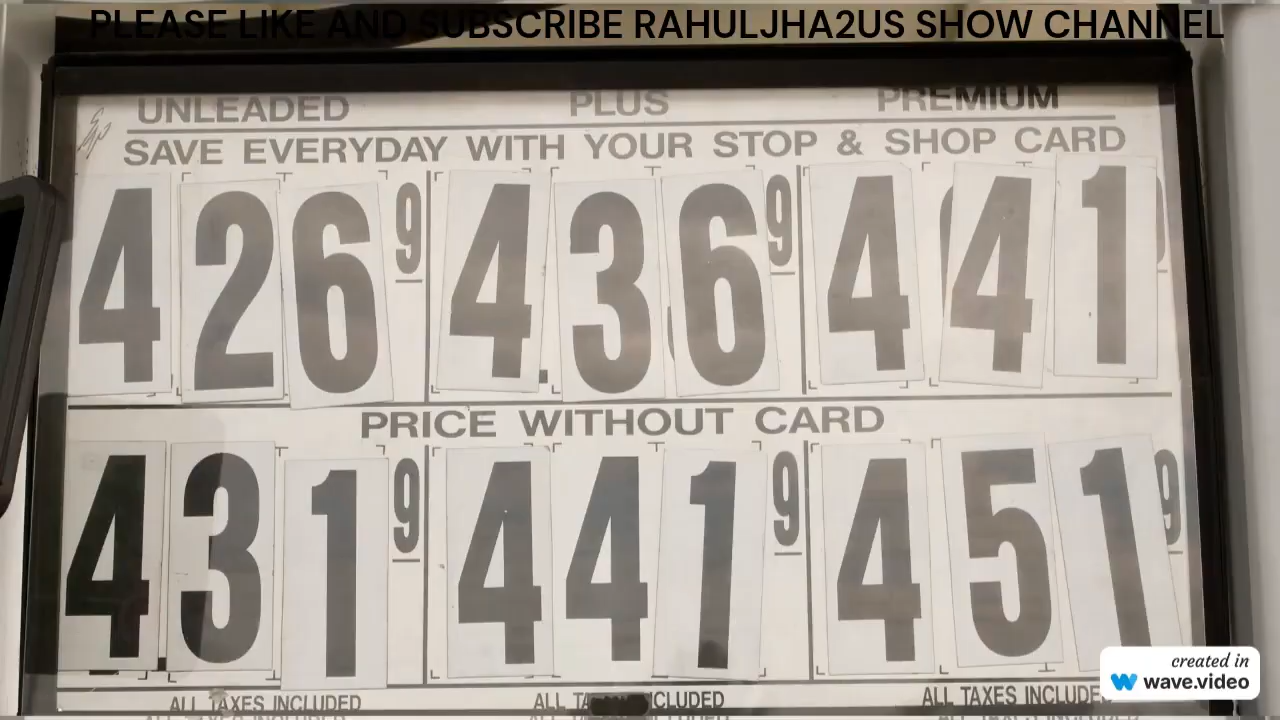 PLEASE LIKE AND SUBSCRIBE RAHULJHA2US SHOW CHANNEL
UNLEADED PLUS PREMIUM
SAVE EVERYDAY WITH YOUR STOP & SHOP CARD
4 2 6 9 4 3 6 9 4 4 1
PRICE WITHOUT CARD
4 3 1 9 4 4 1 9 4 5 1 9
ALL TAXES INCLUDED ALL TAXES INCLUDED ALL TAXES INCLUDED
created in
wave.video